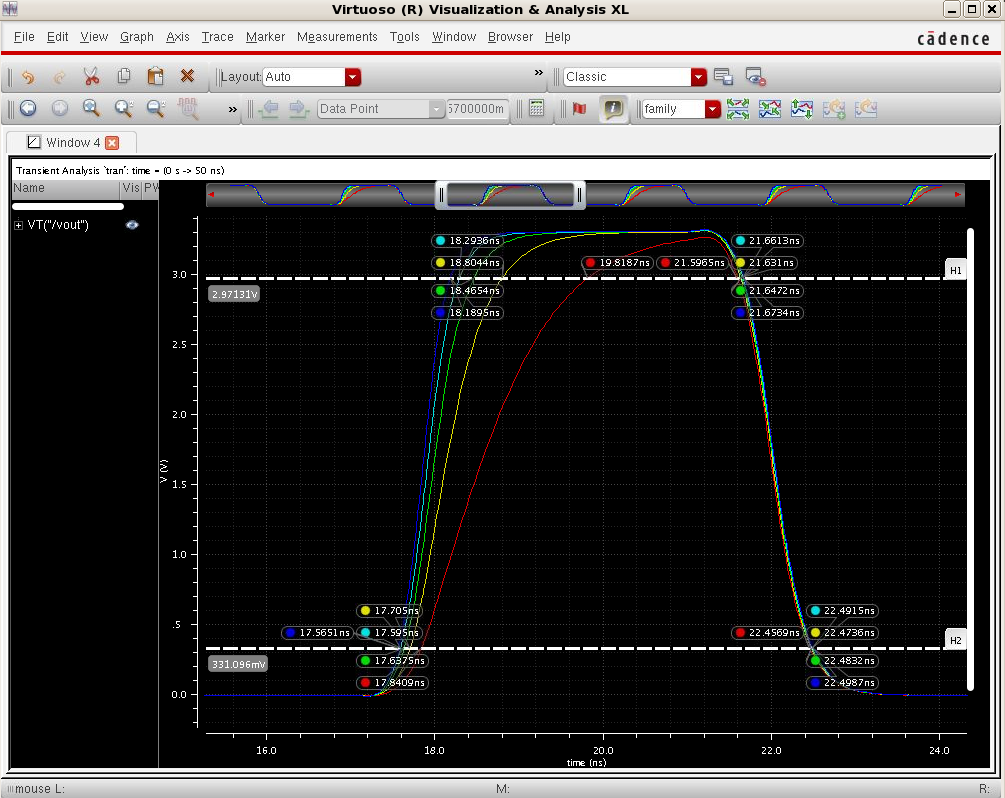 Virtuoso (R) Visualization & Analysis XL
File Edit View Graph Axis Trace Marker Measurements Tools Window Browser Help
cādence
Layout: Auto » Classic
» Data Point 5700000m family
Window 4
Transient Analysis `tran': time = (0 s -> 50 ns)
Name Vis PW
VT("/vout")
18.2936ns 21.6613ns
18.8044ns 19.8187ns 21.5965ns 21.631ns
3.0 H1
2.97131V 18.4654ns 21.6472ns
18.1895ns 21.6734ns
2.5
2.0
V (V)
1.5
1.0
17.705ns 22.4915ns
.5 17.5651ns 17.595ns 22.4569ns 22.4736ns
H2
331.096mV 17.6375ns 22.4832ns
17.8409ns 22.4987ns
0.0
16.0 18.0 20.0 22.0 24.0
time (ns)
mouse L: M: R: